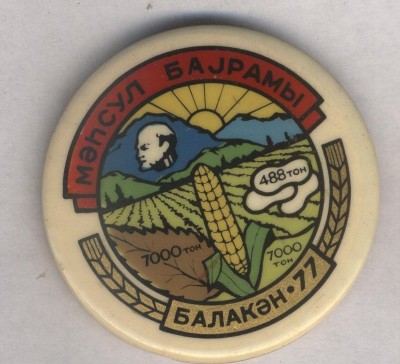 МәҺСУЛ БАЈРАМЫ
488 ТОН
7000 ТОН
7000
ТОН
БАЛАКӘН • 77